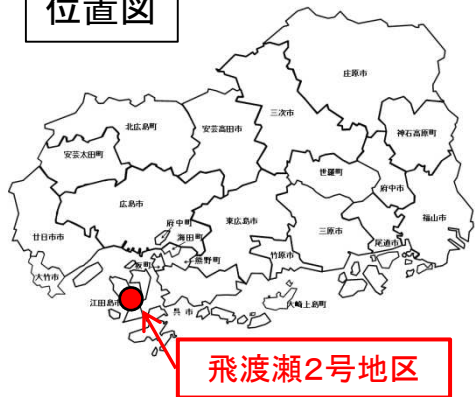 位置図
庄原市
三次市
北広島町
安芸高田市
神石高原町
安芸太田町
世羅町
府中市
広島市
府中町
東広島市
福山市
廿日市市
海田町
三原市
熊野町
尾道市
坂町
竹原市
大竹市
江田島市
呉市
大崎上島町
飛渡瀬2号地区